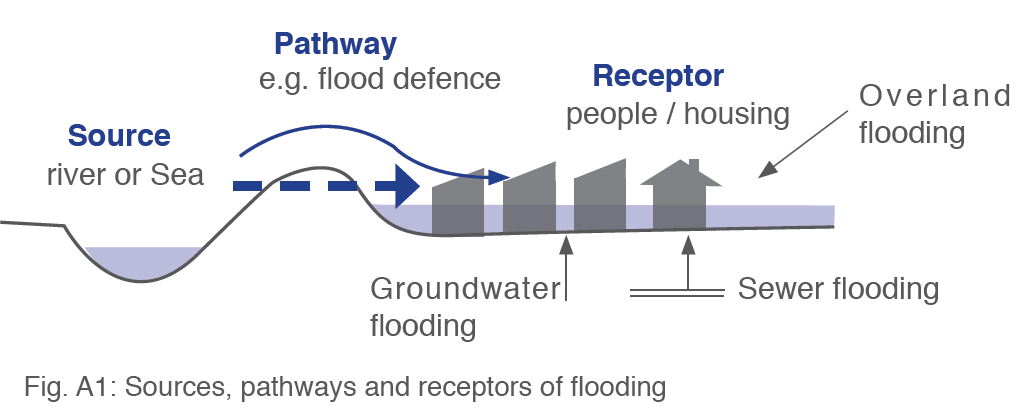 Pathway
e.g. flood defence
Receptor
people / housing
Overland
flooding
Source
river or Sea
Groundwater
flooding
Sewer flooding
Fig. A1: Sources, pathways and receptors of flooding